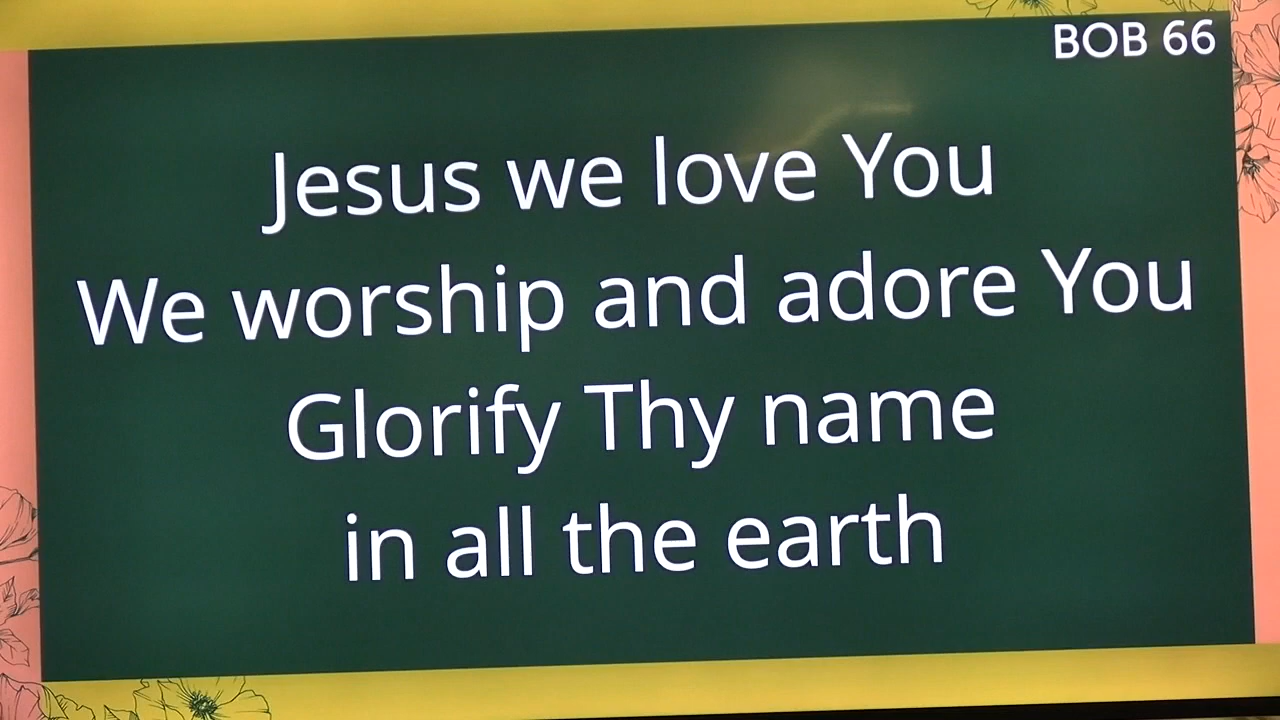 BOB 66
Jesus we love You
We worship and adore You
Glorify Thy name
in all the earth